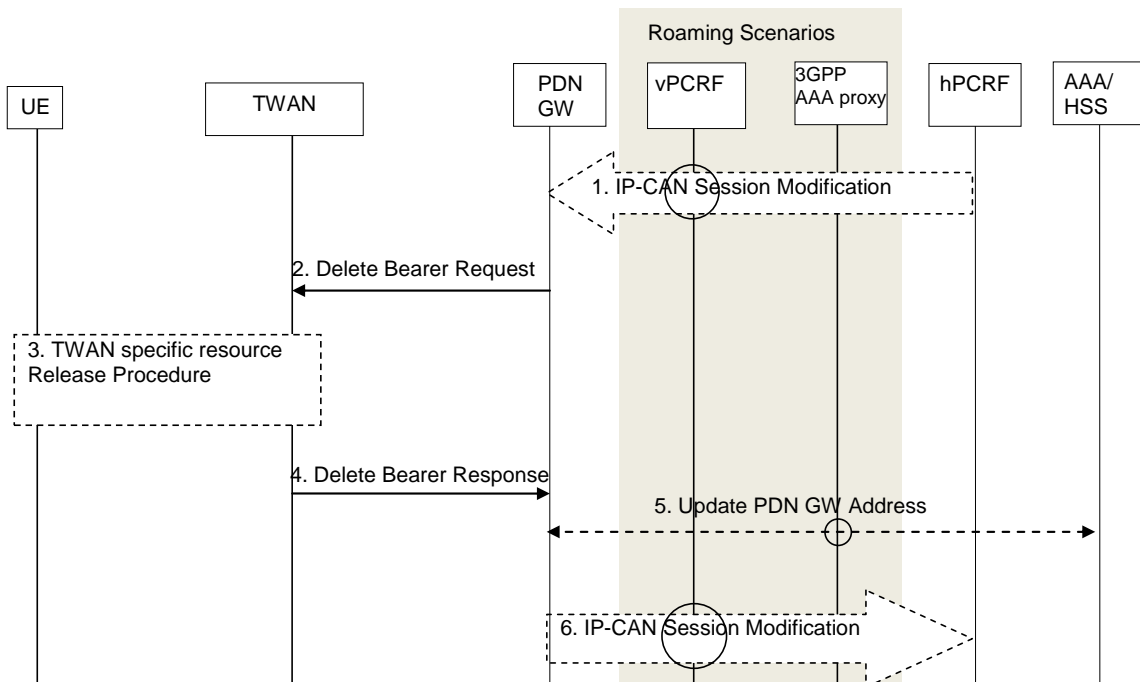 Roaming Scenarios
UE
TWAN
PDN
GW
vPCRF
3GPP
AAA proxy
hPCRF
AAA/
HSS
1. IP-CAN Session Modification
2. Delete Bearer Request
3. TWAN specific resource
Release Procedure
4. Delete Bearer Response
5. Update PDN GW Address
6. IP-CAN Session Modification